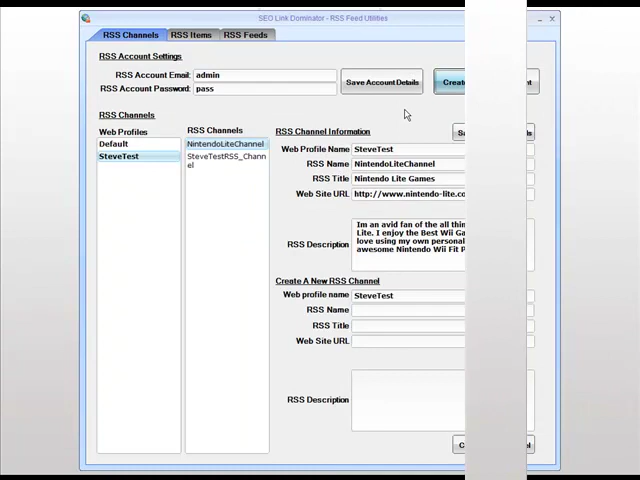 SEO Link Dominator - RSS Feed Utilities
RSS Channels RSS Items RSS Feeds
RSS Account Settings
RSS Account Email: admin
RSS Account Password: pass
Save Account Details
RSS Channels
Web Profiles
Default
SteveTest
RSS Channels
NintendoLiteChannel
SteveTestRSS_Chann
el
RSS Channel Information
Web Profile Name SteveTest
RSS Name NintendoLiteChannel
RSS Title Nintendo Lite Games
Web Site URL http://www.nintendo-lite.co
RSS Description
Im an avid fan of the all thin
Lite. I enjoy the Best Wii Ga
love using my own personal
awesome Nintendo Wii Fit P
Create A New RSS Channel
Web profile name SteveTest
RSS Name
RSS Title
Web Site URL
RSS Description